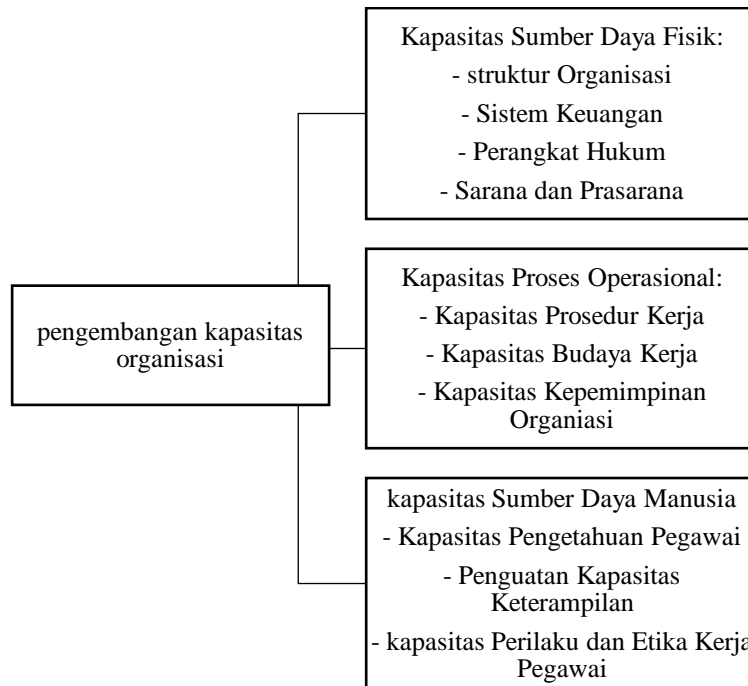 Kapasitas Sumber Daya Fisik:
- struktur Organisasi
- Sistem Keuangan
- Perangkat Hukum
- Sarana dan Prasarana
pengembangan kapasitas
organisasi
Kapasitas Proses Operasional:
- Kapasitas Prosedur Kerja
- Kapasitas Budaya Kerja
- Kapasitas Kepemimpinan
Organiasi
kapasitas Sumber Daya Manusia
- Kapasitas Pengetahuan Pegawai
- Penguatan Kapasitas
Keterampilan
- kapasitas Perilaku dan Etika Kerja
Pegawai